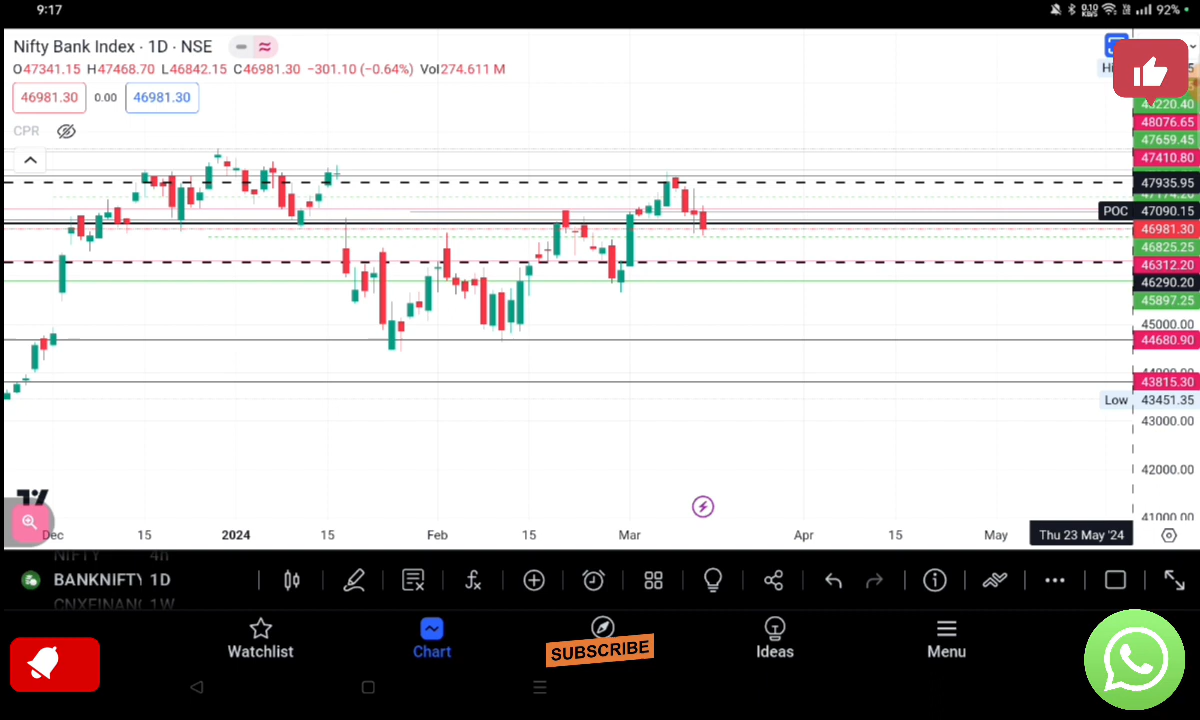 9:17
0.10
KB/S
92%
Nifty Bank Index · 1D · NSE
O47341.15 H47468.70 L46842.15 C46981.30 −301.10 (−0.64%) Vol274.611 M
46981.30 0.00 46981.30
CPR
48076.65
47659.45
47410.80
47935.95
POC 47090.15
46981.30
46825.25
46312.20
46290.20
45897.25
45000.00
44680.90
43815.30
Low 43451.35
43000.00
42000.00
41000.00
Dec 15 2024 15 Feb 15 Mar Apr 15 May Thu 23 May '24
NIFTY 4h
BANKNIFTY 1D
CNXFINANC 1W
Watchlist Chart SUBSCRIBE Ideas Menu